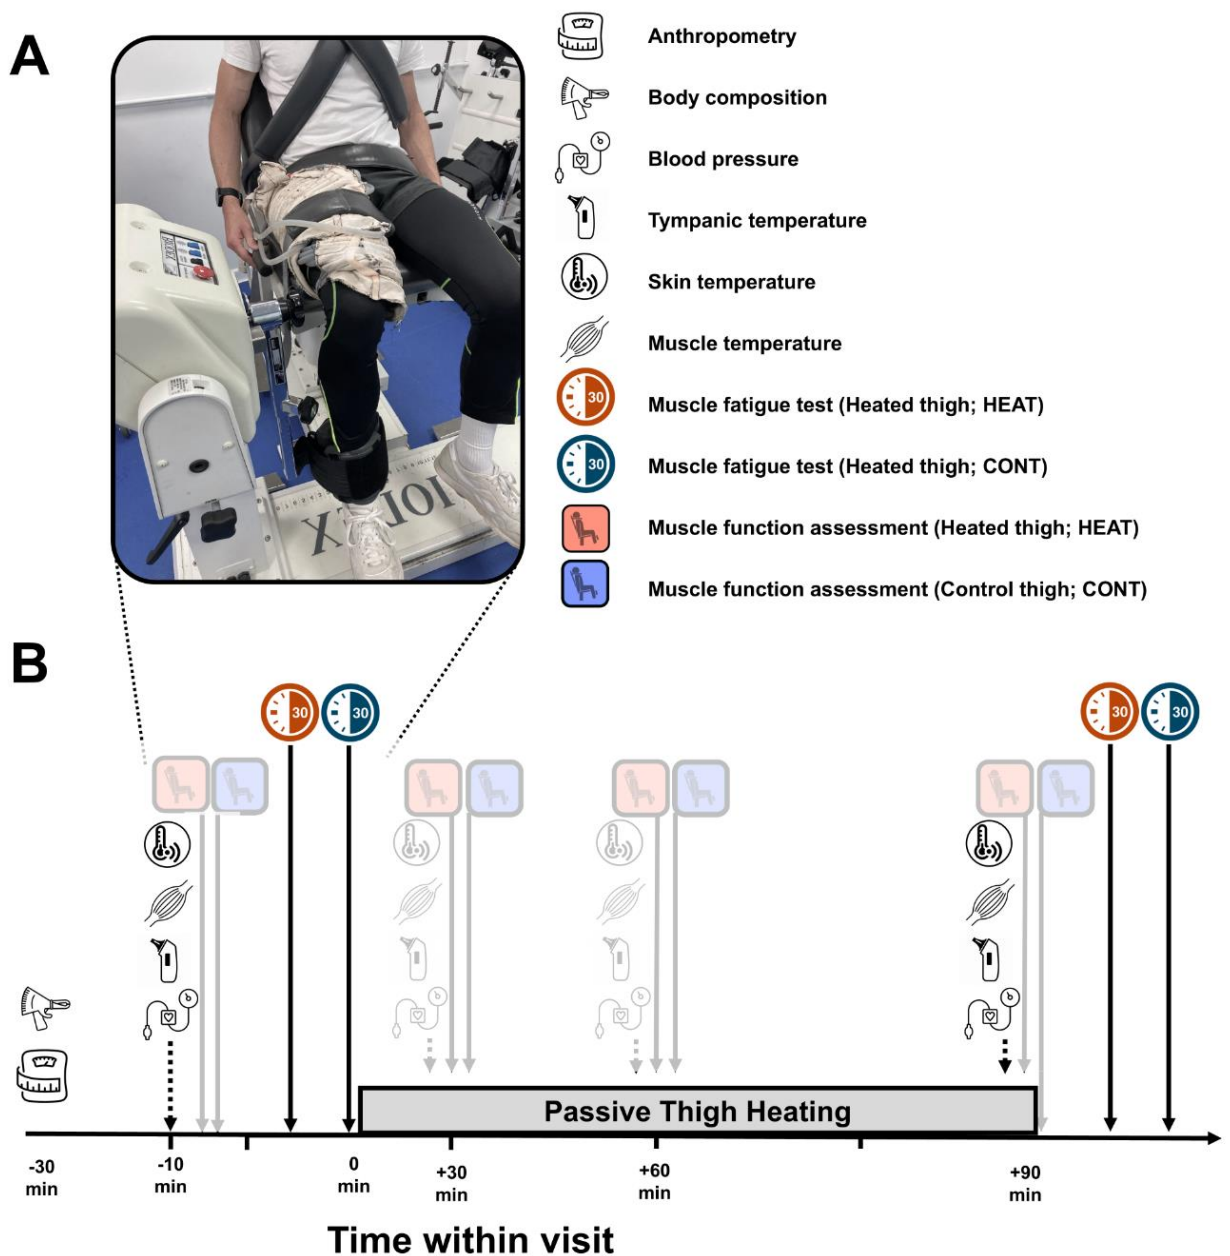 A
Anthropometry
Body composition
Blood pressure
Tympanic temperature
Skin temperature
Muscle temperature
30
Muscle fatigue test (Heated thigh; HEAT)
30
Muscle fatigue test (Heated thigh; CONT)
Muscle function assessment (Heated thigh; HEAT)
Muscle function assessment (Control thigh; CONT)
B
30
30
30
30
Passive Thigh Heating
-30
min
-10
min
0
min
+30
min
+60
min
+90
min
Time within visit